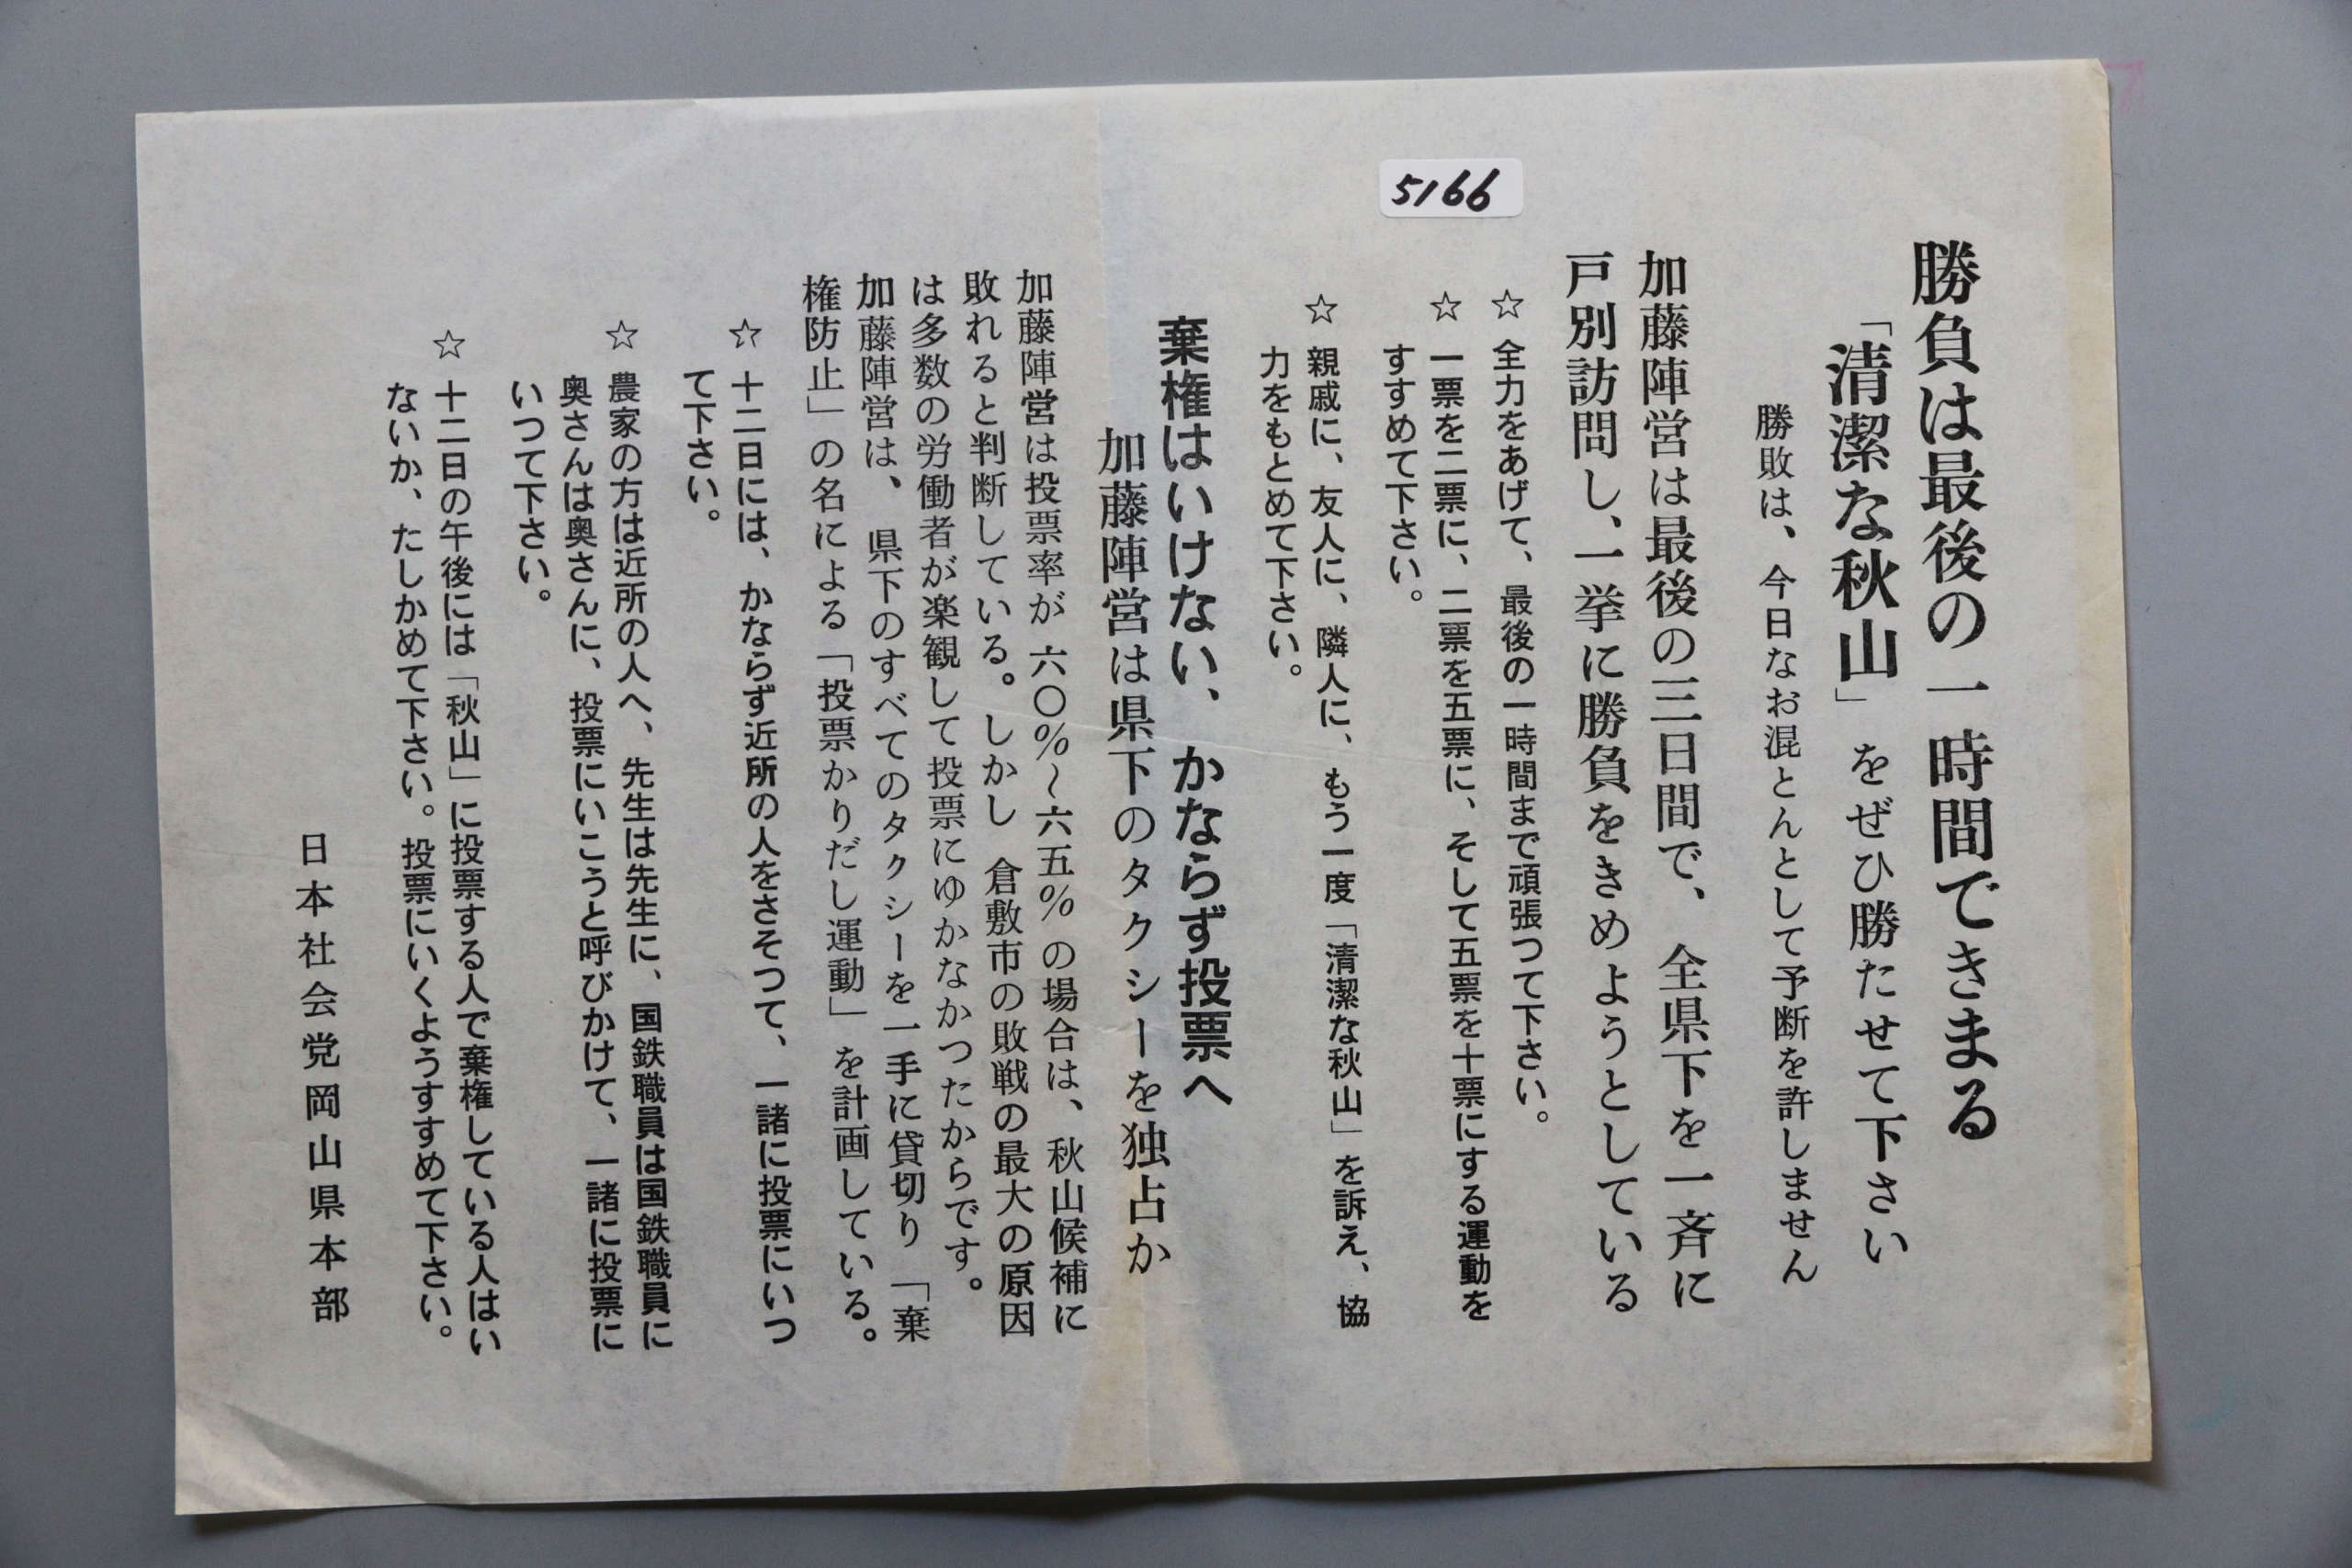 5166
勝負は最後の一時間できまる
「清潔な秋山」をぜひ勝たせて下さい
勝敗は、今日なお混とんとして予断を許しません
加藤陣営は最後の三日間で、全県下を一斉に
戸別訪問し、一挙に勝負をきめようとしている
☆ 全力をあげて、最後の一時間まで頑張つて下さい。
☆ 一票を二票に、二票を五票に、そして五票を十票にする運動を
すすめて下さい。
☆ 親戚に、友人に、隣人に、もう一度「清潔な秋山」を訴え、協
力をもとめて下さい。
棄権はいけない、かならず投票へ
加藤陣営は県下のタクシーを独占か
加藤陣営は投票率が六〇％～六五％の場合は、秋山候補に
敗れると判断している。しかし倉敷市の敗戦の最大の原因
は多数の労働者が楽観して投票にゆかなかつたからです。
加藤陣営は、県下のすべてのタクシーを一手に貸切り「棄
権防止」の名による「投票かりだし運動」を計画している。
☆ 十二日には、かならず近所の人をさそつて、一諸に投票にいつ
て下さい。
☆ 農家の方は近所の人へ、先生は先生に、国鉄職員は国鉄職員に
奥さんは奥さんに、投票にいこうと呼びかけて、一諸に投票に
いつて下さい。
☆ 十二日の午後には「秋山」に投票する人で棄権している人はい
ないか、たしかめて下さい。投票にいくようすすめて下さい。
日本社会党岡山県本部